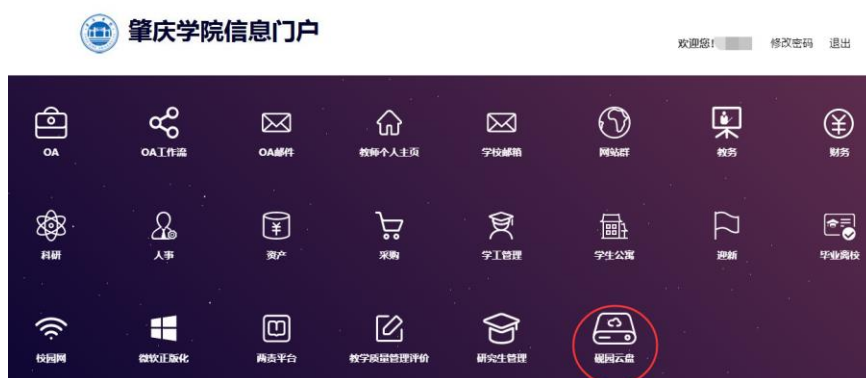 肇庆学院信息门户
欢迎您! 修改密码 退出
OA OA工作流 OA邮件 教师个人主页 学校邮箱 网站群 教务 财务
科研 人事 资产 采购 学工管理 学生公寓 迎新 毕业离校
校园网 微软正版化 两责平台 教学质量管理评价 研究生管理 砚园云盘